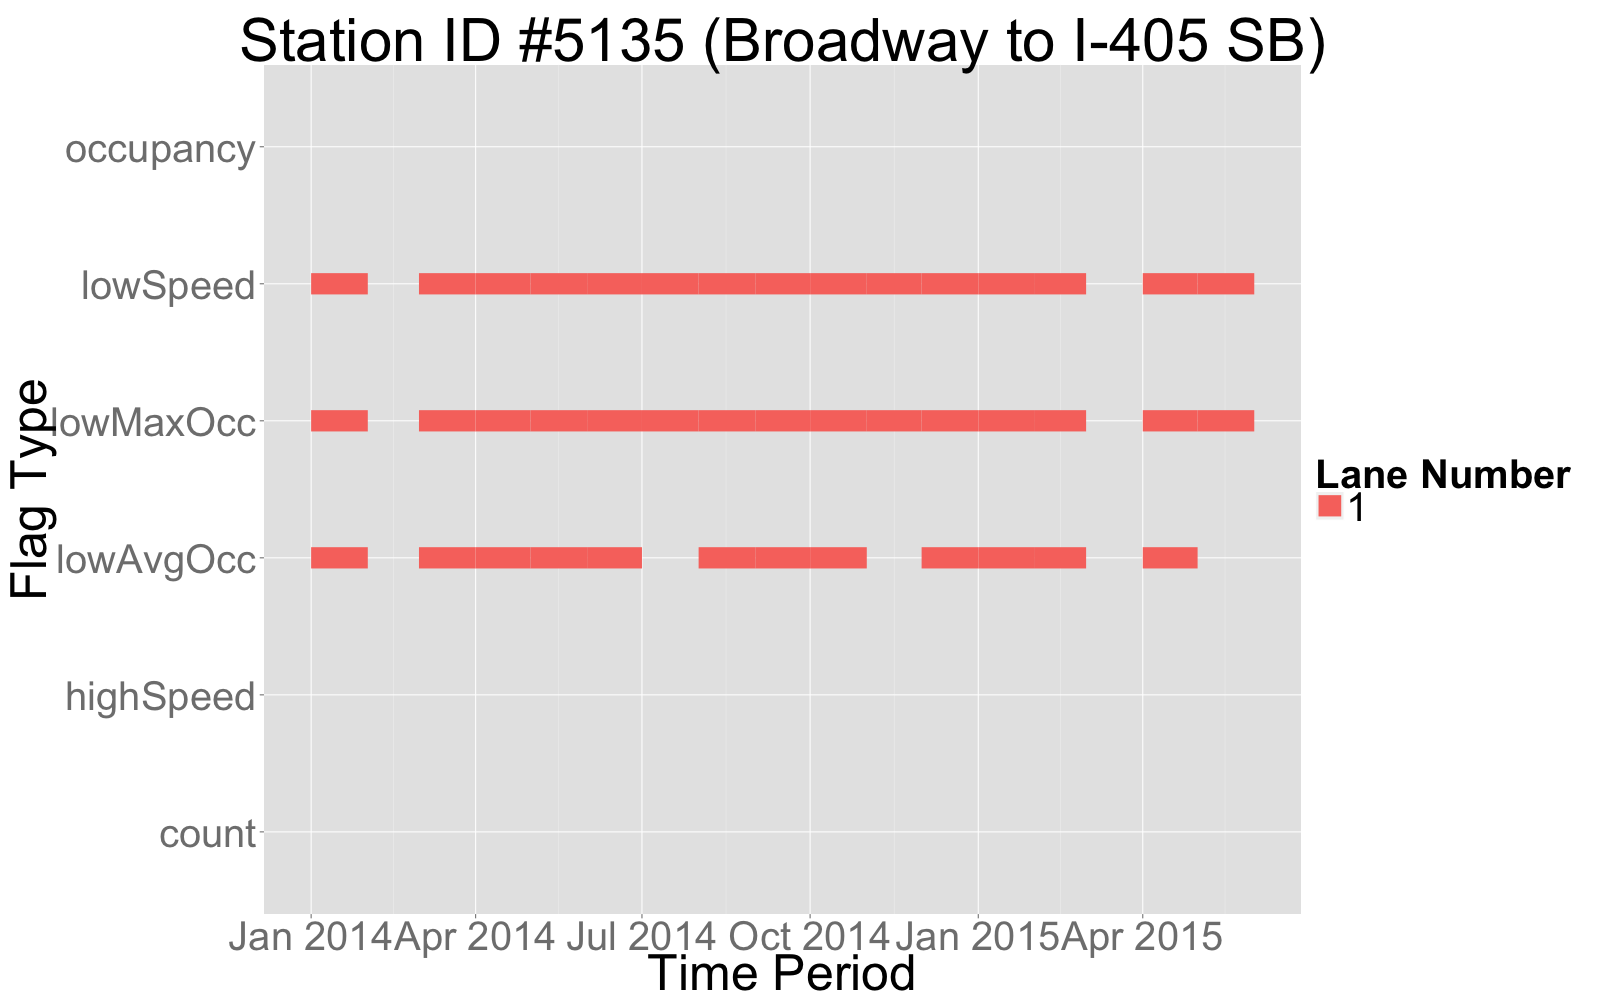 Station ID #5135 (Broadway to I-405 SB)
occupancy
lowSpeed
lowMaxOcc
lowAvgOcc
highSpeed
count
Flag Type
Jan 2014 Apr 2014 Jul 2014 Oct 2014 Jan 2015 Apr 2015
Time Period
Lane Number
1